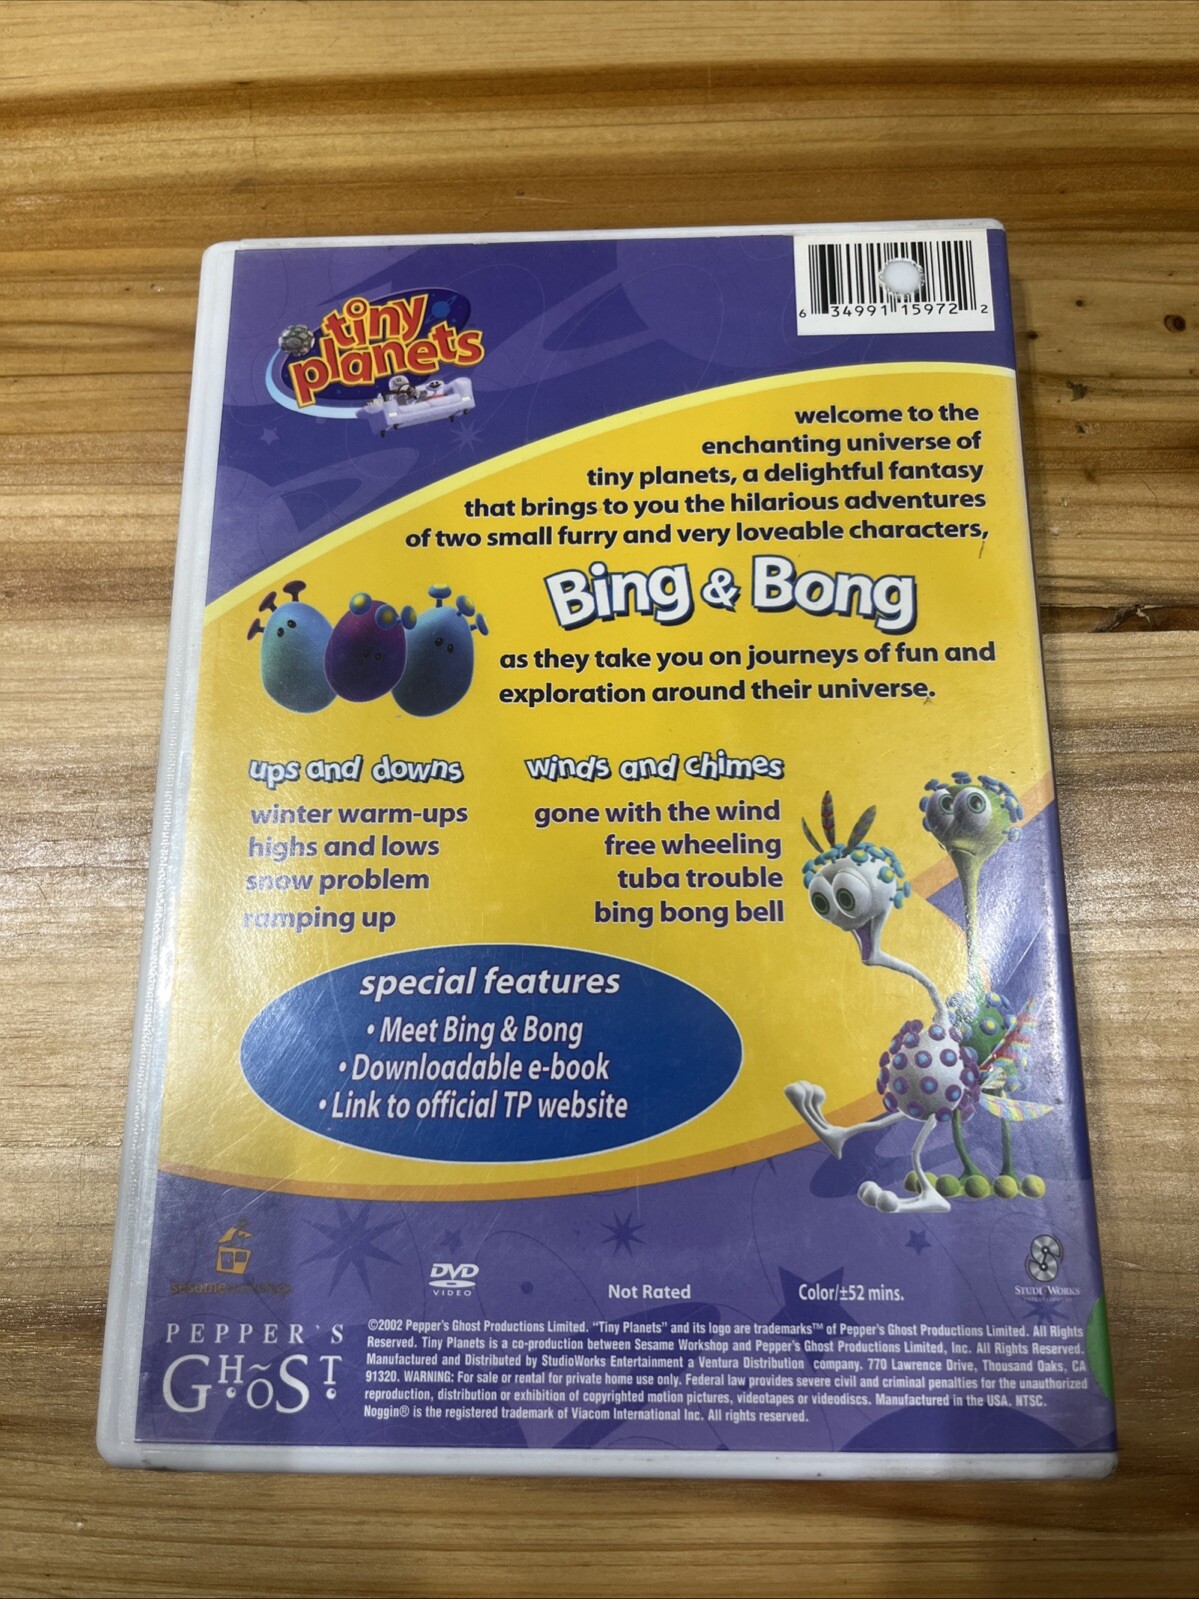 tiny
planets
6 34991 15972 2
welcome to the
enchanting universe of
tiny planets, a delightful fantasy
that brings to you the hilarious adventures
of two small furry and very loveable characters,
Bing & Bong
as they take you on journeys of fun and
exploration around their universe.
ups and downs
winter warm-ups
highs and lows
snow problem
ramping up
winds and chimes
gone with the wind
free wheeling
tuba trouble
bing bong bell
special features
• Meet Bing & Bong
• Downloadable e-book
• Link to official TP website
sesame workshop
DVD
VIDEO
Not Rated
Color/±52 mins.
STUDIOWORKS
PEPPER'S
GHOST
©2002 Pepper's Ghost Productions Limited. "Tiny Planets" and its logo are trademarks™ of Pepper's Ghost Productions Limited. All Rights
Reserved. Tiny Planets is a co-production between Sesame Workshop and Pepper's Ghost Productions Limited, Inc. All Rights Reserved.
Manufactured and Distributed by StudioWorks Entertainment a Ventura Distribution company. 770 Lawrence Drive, Thousand Oaks, CA
91320. WARNING: For sale or rental for private home use only. Federal law provides severe civil and criminal penalties for the unauthorized
reproduction, distribution or exhibition of copyrighted motion pictures, videotapes or videodiscs. Manufactured in the USA. NTSC.
Noggin® is the registered trademark of Viacom International Inc. All rights reserved.